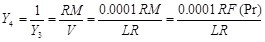 Y₄ = 1/Y₃ = RM/V = 0.0001 RM/LR = 0.0001 RF (Pr)/LR